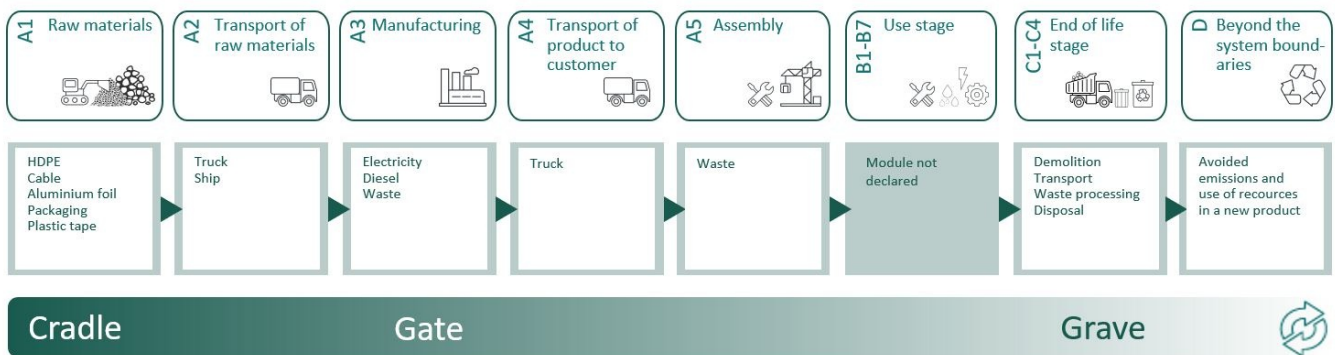 A1
Raw materials
A2
Transport of
raw materials
A3
Manufacturing
A4
Transport of
product to
customer
A5
Assembly
B1-B7
Use stage
C1-C4
End of life
stage
D
Beyond the
system bound-
aries
HDPE
Cable
Aluminium foil
Packaging
Plastic tape
Truck
Ship
Electricity
Diesel
Waste
Truck
Waste
Module not
declared
Demolition
Transport
Waste processing
Disposal
Avoided
emissions and
use of recources
in a new product
Cradle
Gate
Grave